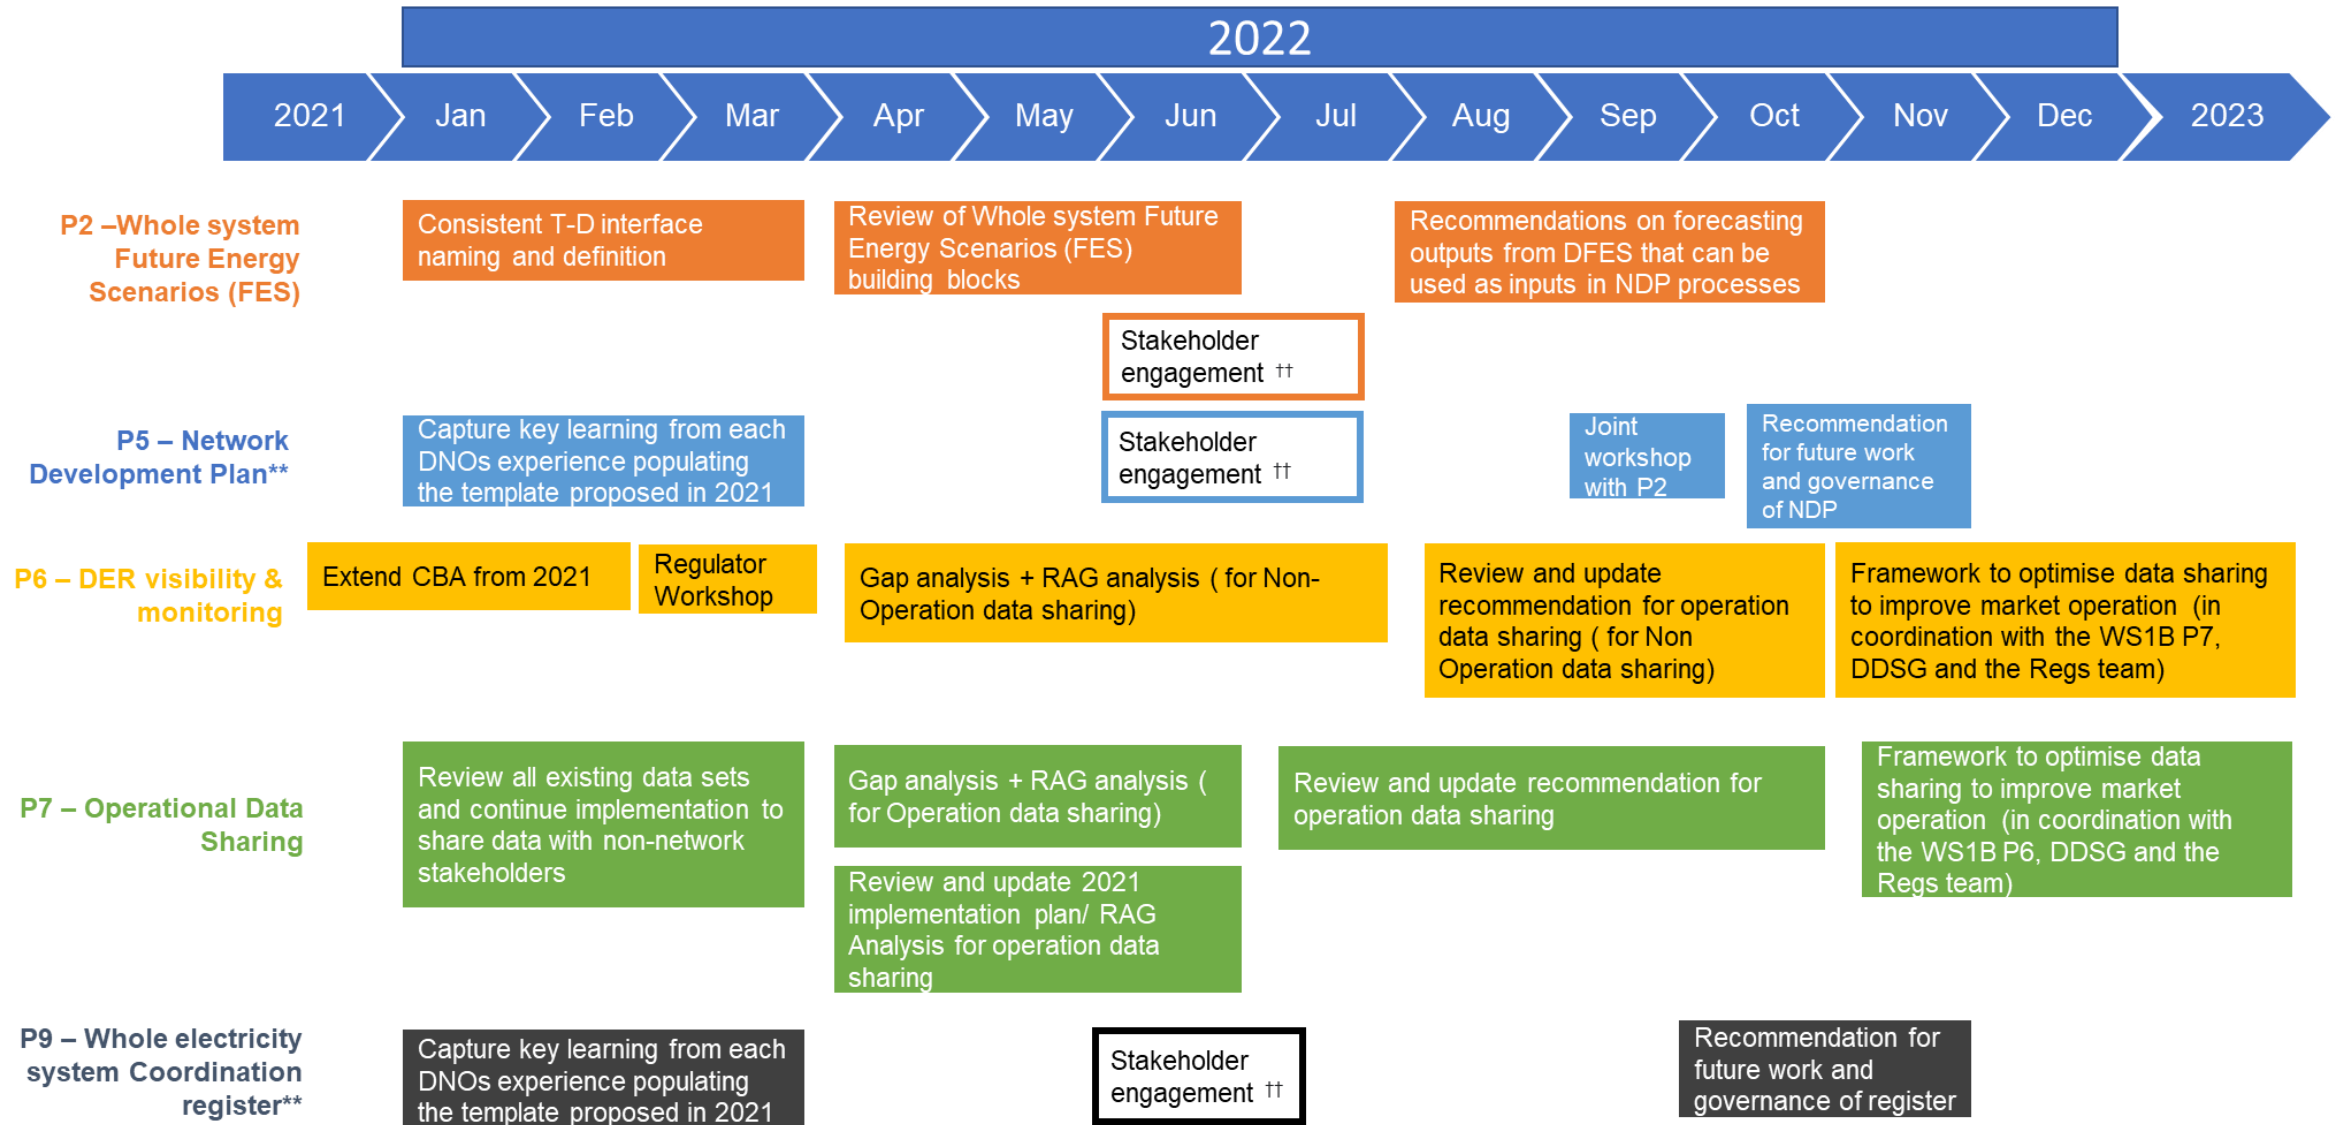 2022
2021
Jan
Feb
Mar
Apr
May
Jun
Jul
Aug
Sep
Oct
Nov
Dec
2023
P2 –Whole system
Future Energy
Scenarios (FES)
Consistent T-D interface
naming and definition
Review of Whole system Future
Energy Scenarios (FES)
building blocks
Recommendations on forecasting
outputs from DFES that can be
used as inputs in NDP processes
Stakeholder
engagement ††
P5 – Network
Development Plan**
Capture key learning from each
DNOs experience populating
the template proposed in 2021
Stakeholder
engagement ††
Joint
workshop
with P2
Recommendation
for future work
and governance
of NDP
P6 – DER visibility &
monitoring
Extend CBA from 2021
Regulator
Workshop
Gap analysis + RAG analysis ( for Non-
Operation data sharing)
Review and update
recommendation for operation
data sharing ( for Non
Operation data sharing)
Framework to optimise data sharing
to improve market operation (in
coordination with the WS1B P7,
DDSG and the Regs team)
P7 – Operational Data
Sharing
Review all existing data sets
and continue implementation to
share data with non-network
stakeholders
Gap analysis + RAG analysis (
for Operation data sharing)
Review and update 2021
implementation plan/ RAG
Analysis for operation data
sharing
Review and update recommendation for
operation data sharing
Framework to optimise data
sharing to improve market
operation (in coordination with
the WS1B P6, DDSG and the
Regs team)
P9 – Whole electricity
system Coordination
register**
Capture key learning from each
DNOs experience populating
the template proposed in 2021
Stakeholder
engagement ††
Recommendation for
future work and
governance of register